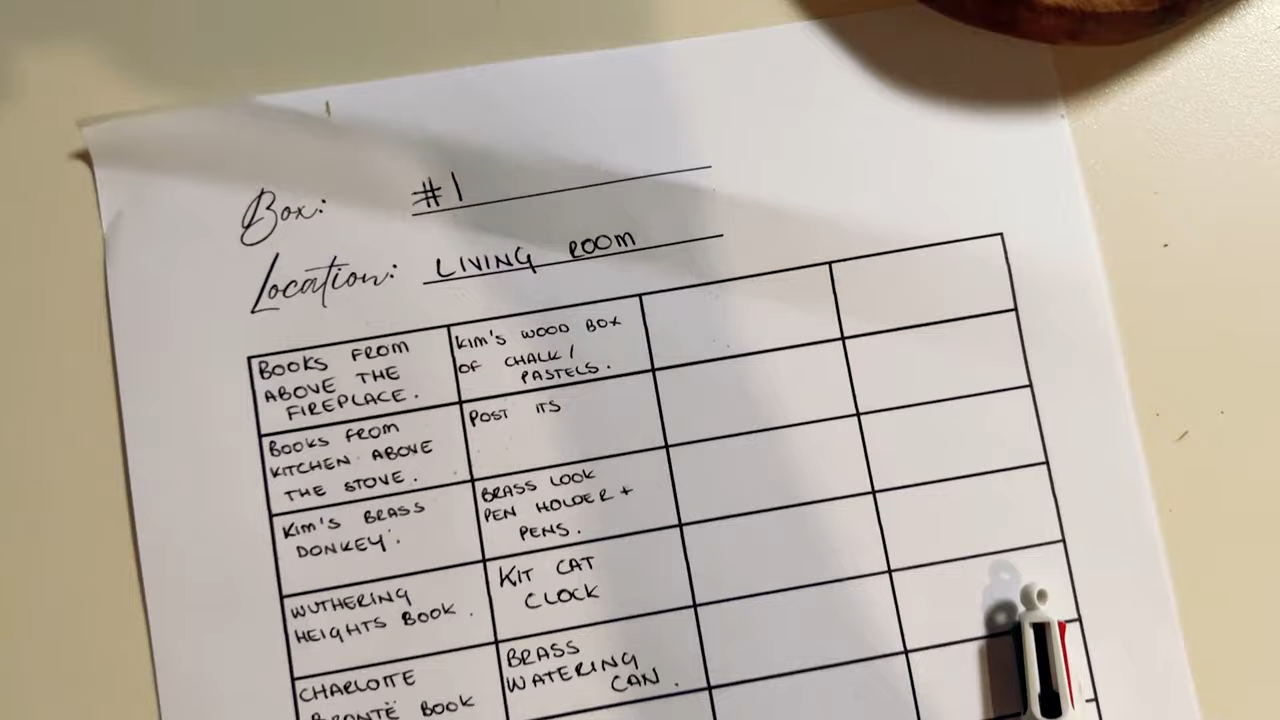 Box: #1
Location: LIVING ROOM
BOOKS FROM
ABOVE THE
FIREPLACE.
KIM'S WOOD BOX
OF CHALK /
PASTELS.
BOOKS FROM
KITCHEN ABOVE
THE STOVE.
POST ITS
KIM'S BRASS
DONKEY.
BRASS LOOK
PEN HOLDER +
PENS.
WUTHERING
HEIGHTS BOOK.
KIT CAT
CLOCK
CHARLOTTE
BRONTË BOOK
BRASS
WATERING
CAN.